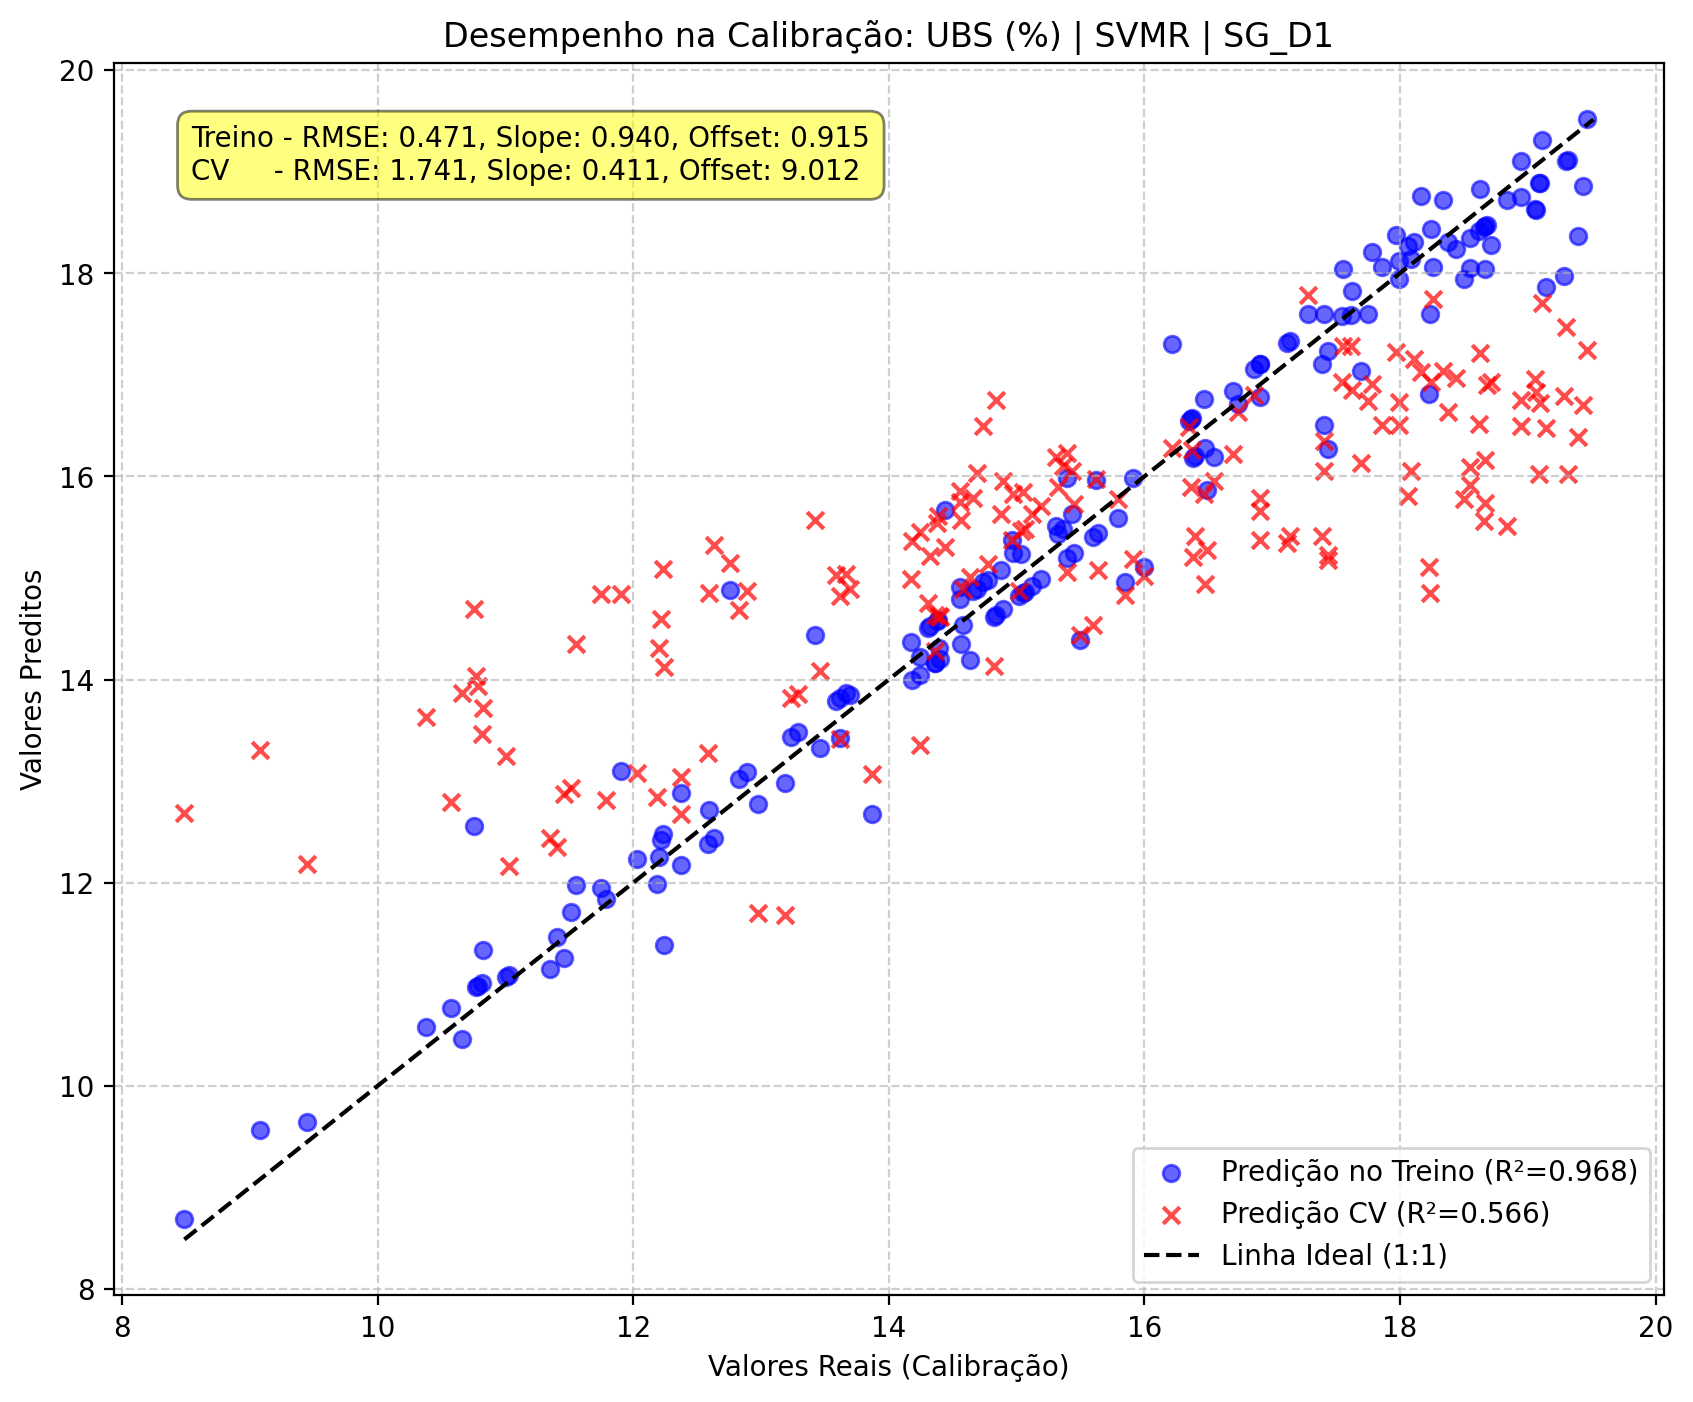 Desempenho na Calibração: UBS (%) | SVMR | SG_D1
Treino - RMSE: 0.471, Slope: 0.940, Offset: 0.915
CV     - RMSE: 1.741, Slope: 0.411, Offset: 9.012
20
18
16
14
12
10
8
Valores Preditos
Predição no Treino (R²=0.968)
Predição CV (R²=0.566)
Linha Ideal (1:1)
8 10 12 14 16 18 20
Valores Reais (Calibração)